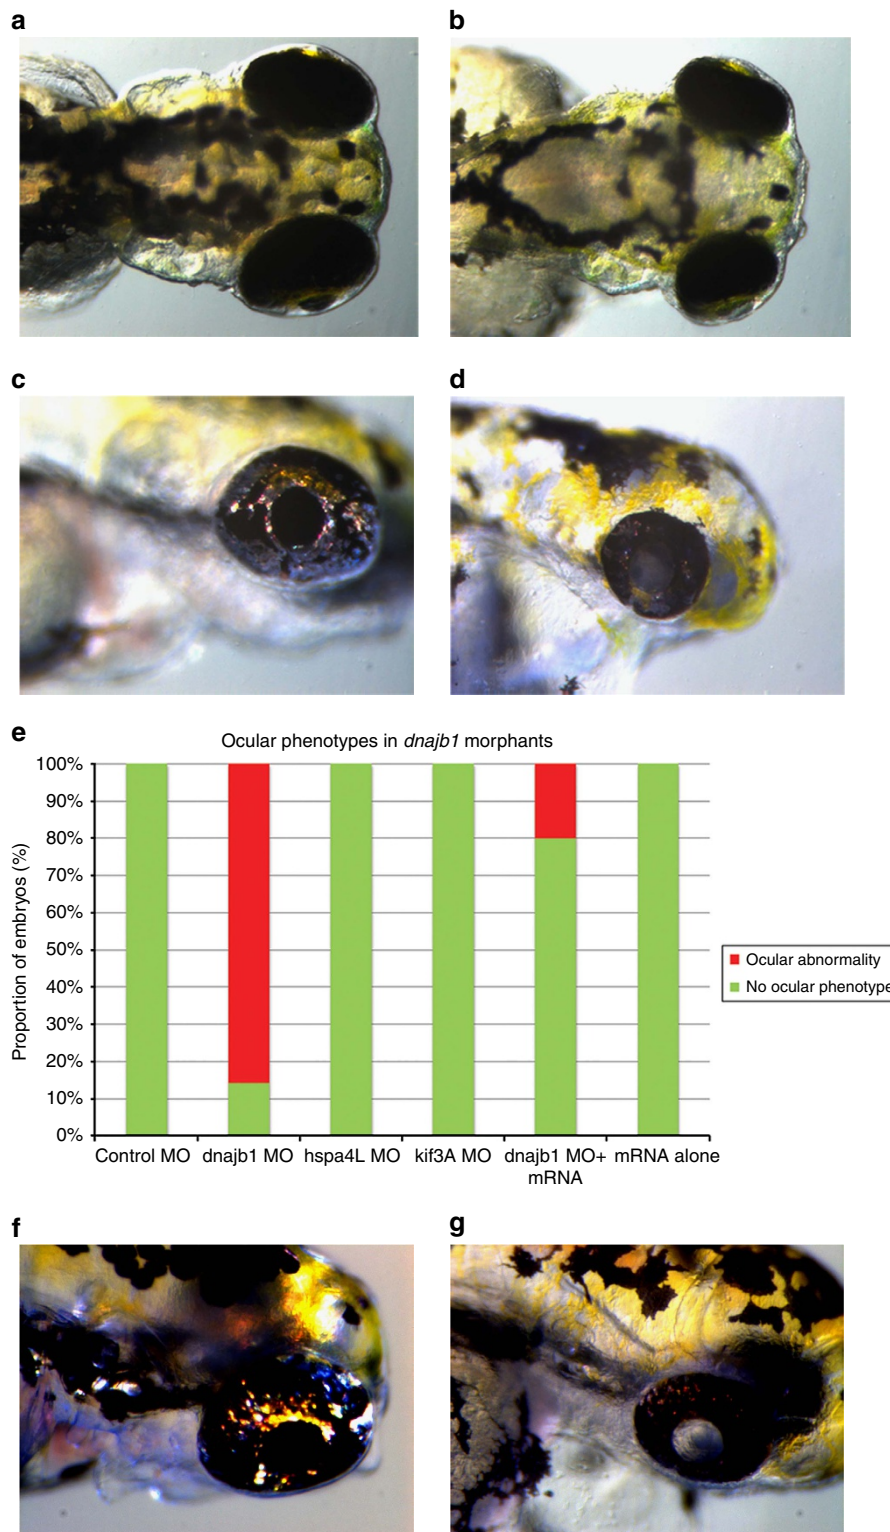 a
b
c
d
e
Ocular phenotypes in dnajb1 morphants
Proportion of embryos (%)
100%
90%
80%
70%
60%
50%
40%
30%
20%
10%
0%
Control MO
dnajb1 MO
hspa4L MO
kif3A MO
dnajb1 MO+
mRNA
mRNA alone
Ocular abnormality
No ocular phenotype
f
g